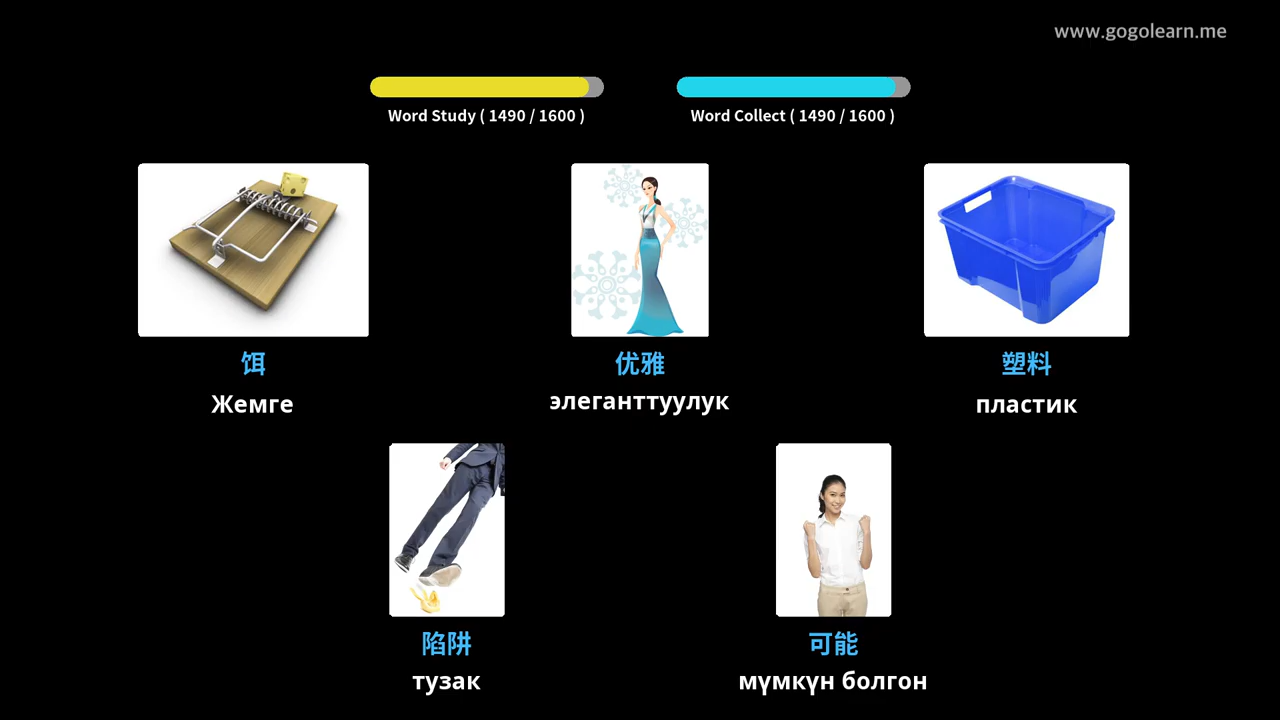 www.gogolearn.me
Word Study ( 1490 / 1600 )
Word Collect ( 1490 / 1600 )
饵
Жемге
优雅
элеганттуулук
塑料
пластик
陷阱
тузак
可能
мүмкүн болгон